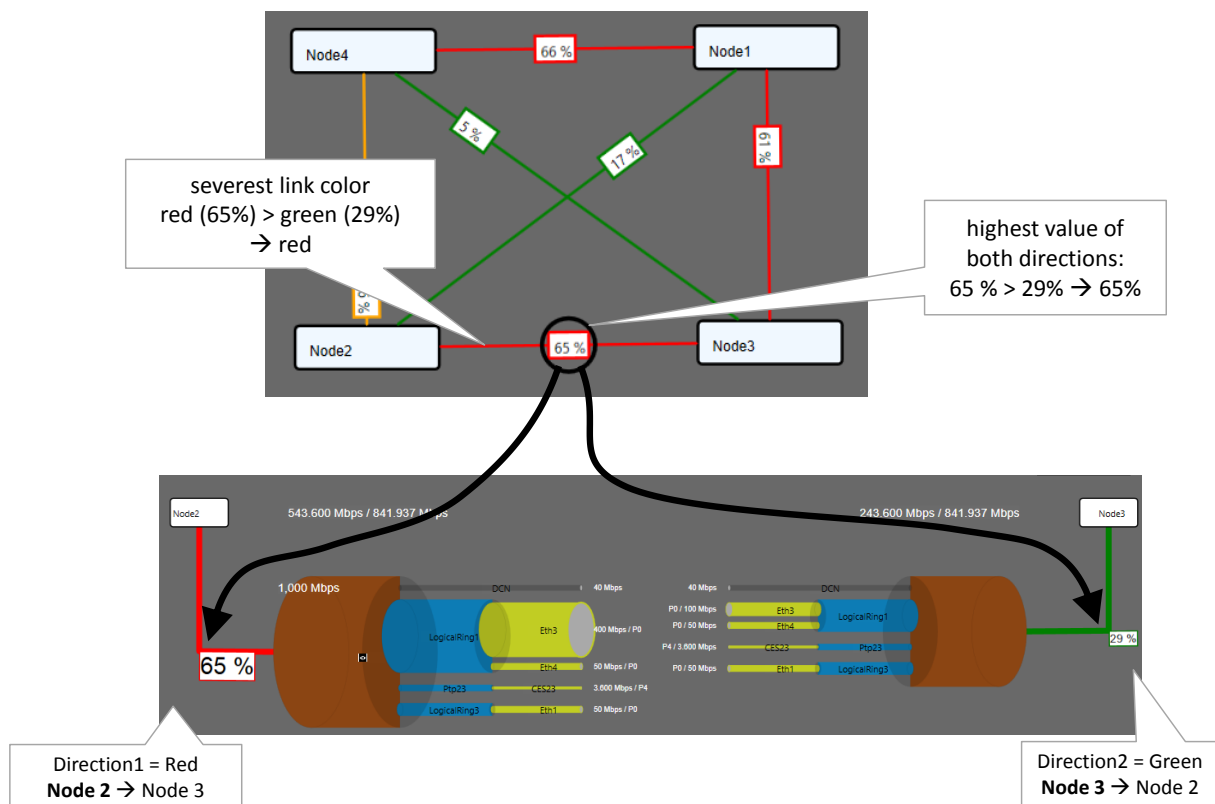 Node4
66 %
Node1
5 %
17 %
61 %
severest link color
red (65%) > green (29%)
→ red
highest value of
both directions:
65 % > 29% → 65%
%
Node2
65 %
Node3
Node2
543.600 Mbps / 841.937 Mbps
243.600 Mbps / 841.937 Mbps
Node3
1,000 Mbps
DCN
40 Mbps
40 Mbps
DCN
LogicalRing1
Eth3
400 Mbps / P0
P0 / 100 Mbps
Eth3
LogicalRing1
P0 / 50 Mbps
Eth4
Eth4
50 Mbps / P0
P4 / 3.600 Mbps
CES23
Ptp23
Ptp23
CES23
3.600 Mbps / P4
P0 / 50 Mbps
Eth1
LogicalRing3
LogicalRing3
Eth1
50 Mbps / P0
65 %
29 %
Direction1 = Red
Node 2 → Node 3
Direction2 = Green
Node 3 → Node 2